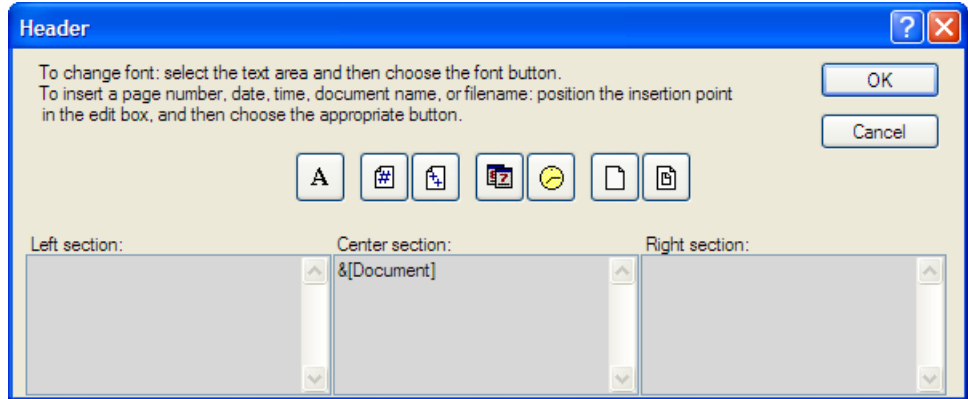 Header
To change font: select the text area and then choose the font button.
To insert a page number, date, time, document name, or filename: position the insertion point
in the edit box, and then choose the appropriate button.
OK
Cancel
A
Left section:
Center section:
Right section:
&[Document]